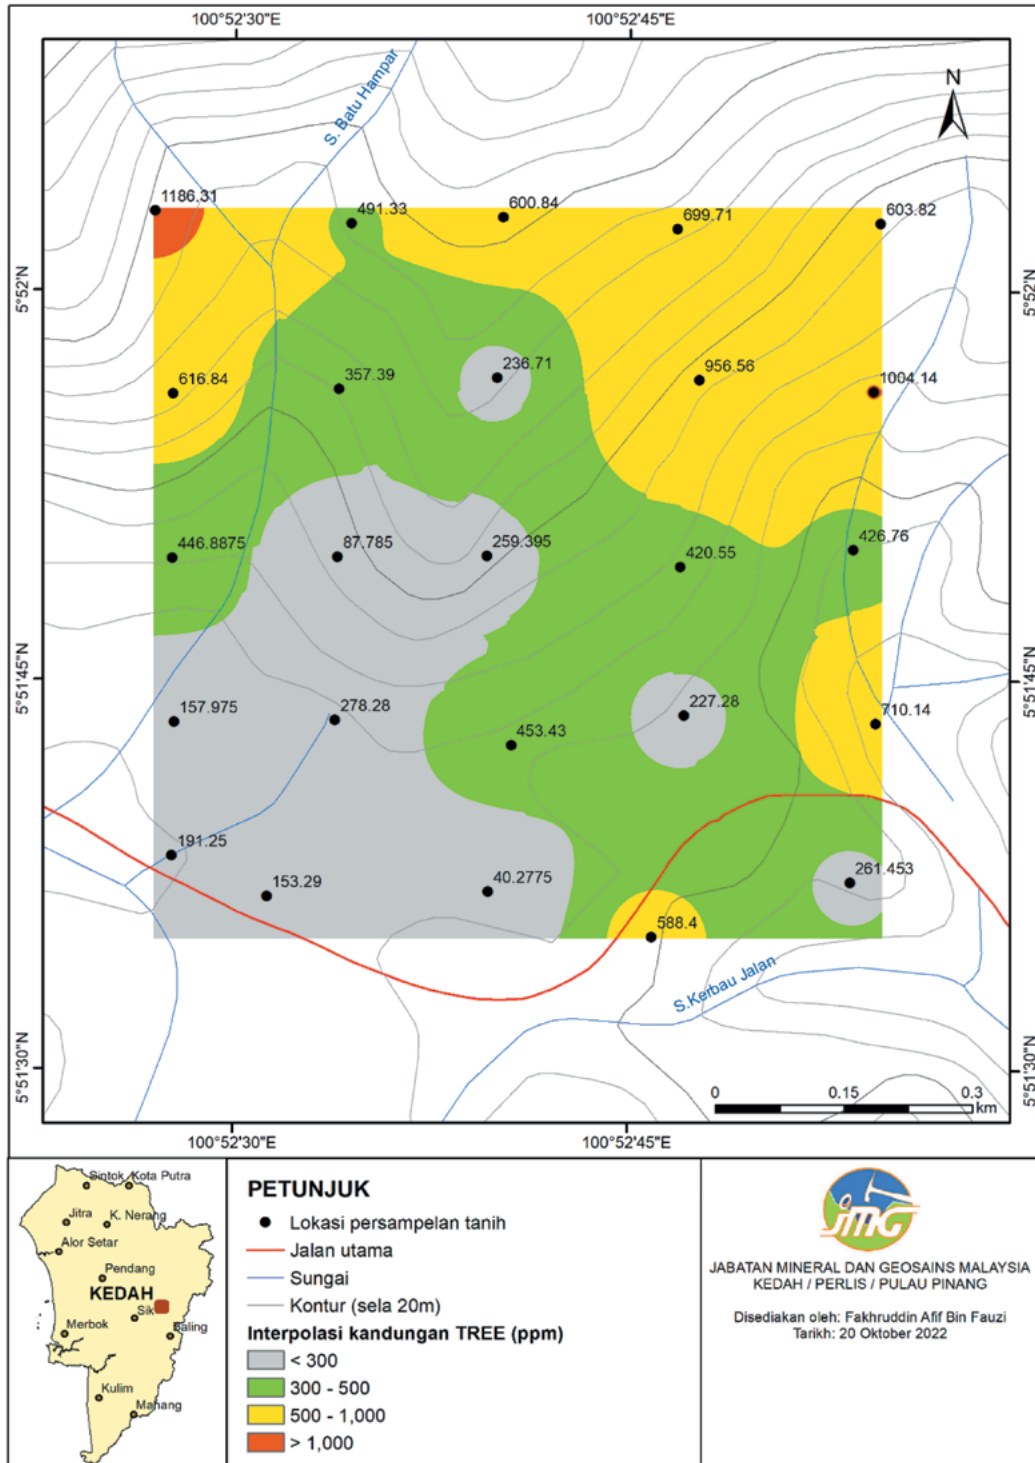 100°52'30"E
100°52'45"E
N
S. Batu Hampar
1186.31
491.33
600.84
699.71
603.82
5°52'N
5°52'N
616.84
357.39
236.71
956.56
1004.14
446.8875
87.785
259.395
420.55
426.76
5°51'45"N
5°51'45"N
157.975
278.28
453.43
227.28
710.14
191.25
153.29
40.2775
261.453
588.4
S.Kerbau Jalan
5°51'30"N
5°51'30"N
0 0.15 0.3
km
100°52'30"E
100°52'45"E
Sintok
Kota Putra
Jitra
K. Nerang
Alor Setar
Pendang
KEDAH
Sik
Merbok
Baling
Kulim
Mahang
PETUNJUK
Lokasi persampelan tanih
Jalan utama
Sungai
Kontur (sela 20m)
Interpolasi kandungan TREE (ppm)
< 300
300 - 500
500 - 1,000
> 1,000
JMG
JABATAN MINERAL DAN GEOSAINS MALAYSIA
KEDAH / PERLIS / PULAU PINANG
Disediakan oleh: Fakhruddin Afif Bin Fauzi
Tarikh: 20 Oktober 2022